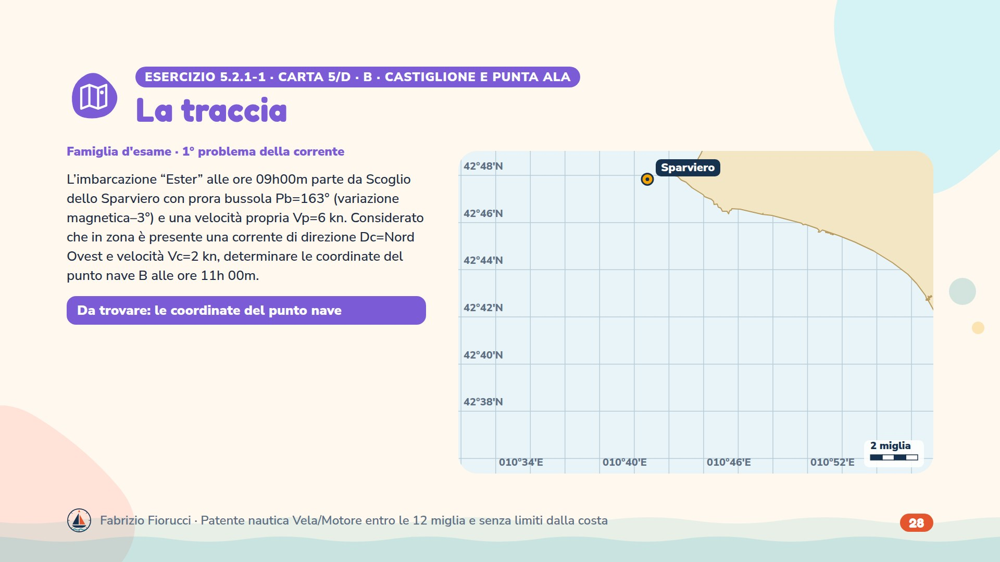 ESERCIZIO 5.2.1-1 · CARTA 5/D · B · CASTIGLIONE E PUNTA ALA
La traccia
Famiglia d'esame · 1° problema della corrente
L’imbarcazione “Ester” alle ore 09h00m parte da Scoglio
dello Sparviero con prora bussola Pb=163° (variazione
magnetica–3°) e una velocità propria Vp=6 kn. Considerato
che in zona è presente una corrente di direzione Dc=Nord
Ovest e velocità Vc=2 kn, determinare le coordinate del
punto nave B alle ore 11h 00m.
Da trovare: le coordinate del punto nave
42°48'N
Sparviero
42°46'N
42°44'N
42°42'N
42°40'N
42°38'N
2 miglia
010°34'E
010°40'E
010°46'E
010°52'E
Fabrizio Fiorucci · Patente nautica Vela/Motore entro le 12 miglia e senza limiti dalla costa
28